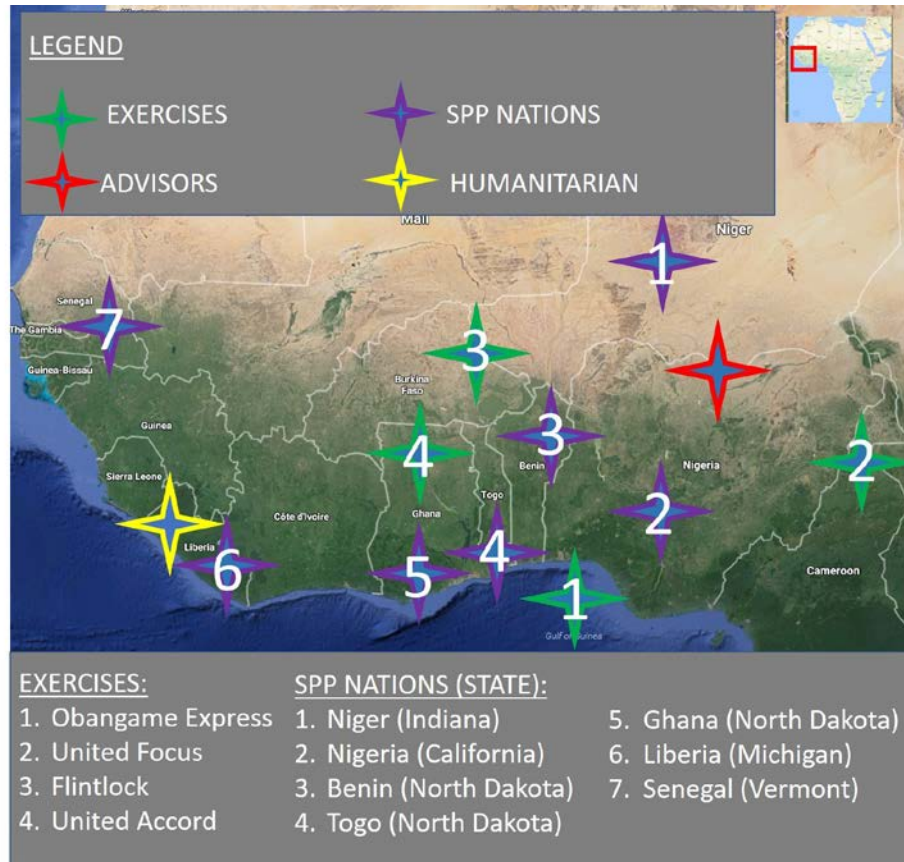 LEGEND
EXERCISES
SPP NATIONS
ADVISORS
HUMANITARIAN
Mali
Niger
1
Senegal
7
The Gambia
3
Guinea-Bissau
Burkina
Faso
3
Guinea
4
Benin
Nigeria
2
Sierra Leone
Togo
2
Côte d'Ivoire
Ghana
Liberia
4
6
5
Cameroon
1
Gulf of Guinea
EXERCISES:
1. Obangame Express
2. United Focus
3. Flintlock
4. United Accord
SPP NATIONS (STATE):
1. Niger (Indiana)
2. Nigeria (California)
3. Benin (North Dakota)
4. Togo (North Dakota)
5. Ghana (North Dakota)
6. Liberia (Michigan)
7. Senegal (Vermont)